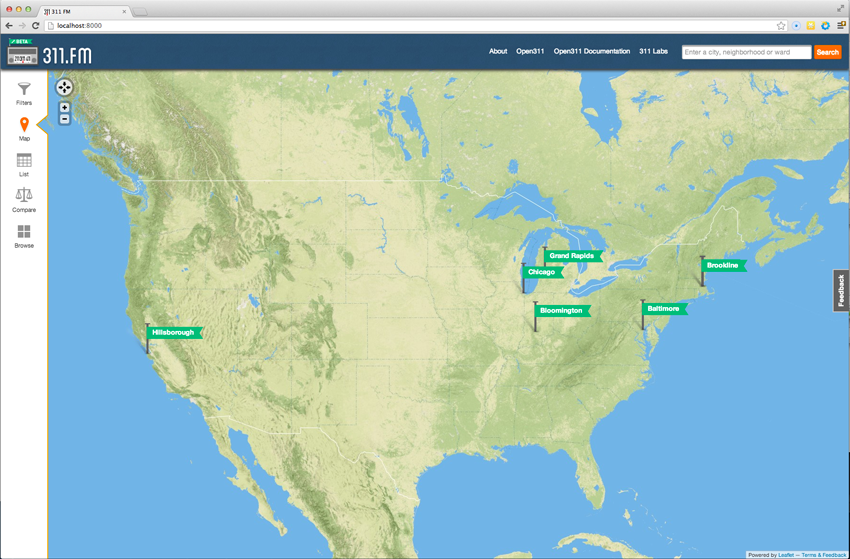 311 FM
localhost:8000
BETA
311.FM
About Open311 Open311 Documentation 311 Labs Enter a city, neighborhood or ward Search
Filters
Map
List
Compare
Browse
Grand Rapids
Chicago
Brookline
Bloomington
Baltimore
Hillsborough
Feedback
Powered by Leaflet — Terms & Feedback